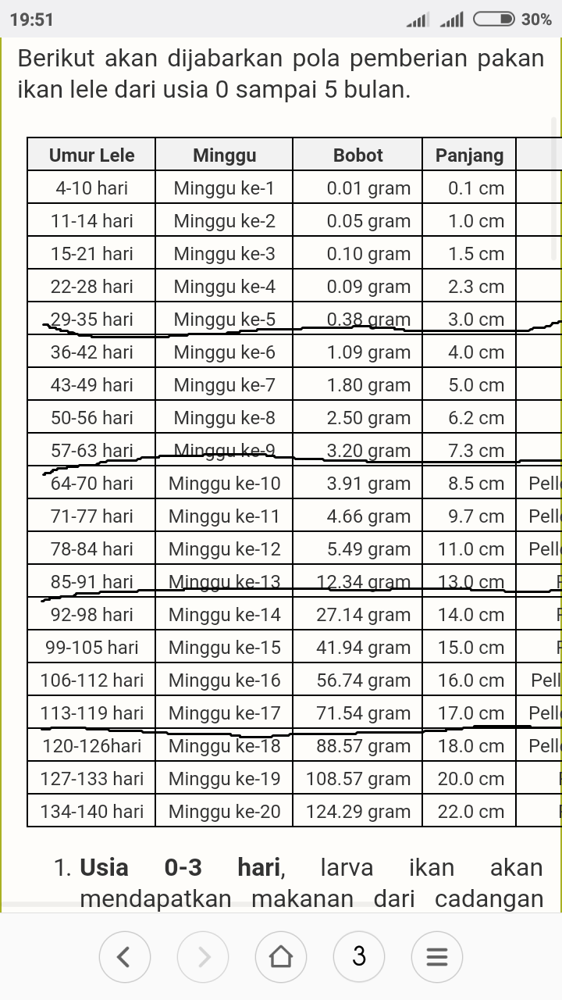 19:51 30%
Berikut akan dijabarkan pola pemberian pakan
ikan lele dari usia 0 sampai 5 bulan.
Umur Lele Minggu Bobot Panjang
4-10 hari Minggu ke-1 0.01 gram 0.1 cm
11-14 hari Minggu ke-2 0.05 gram 1.0 cm
15-21 hari Minggu ke-3 0.10 gram 1.5 cm
22-28 hari Minggu ke-4 0.09 gram 2.3 cm
29-35 hari Minggu ke-5 0.38 gram 3.0 cm
36-42 hari Minggu ke-6 1.09 gram 4.0 cm
43-49 hari Minggu ke-7 1.80 gram 5.0 cm
50-56 hari Minggu ke-8 2.50 gram 6.2 cm
57-63 hari Minggu ke-9 3.20 gram 7.3 cm
64-70 hari Minggu ke-10 3.91 gram 8.5 cm
71-77 hari Minggu ke-11 4.66 gram 9.7 cm
78-84 hari Minggu ke-12 5.49 gram 11.0 cm
85-91 hari Minggu ke-13 12.34 gram 13.0 cm
92-98 hari Minggu ke-14 27.14 gram 14.0 cm
99-105 hari Minggu ke-15 41.94 gram 15.0 cm
106-112 hari Minggu ke-16 56.74 gram 16.0 cm
113-119 hari Minggu ke-17 71.54 gram 17.0 cm
120-126hari Minggu ke-18 88.57 gram 18.0 cm
127-133 hari Minggu ke-19 108.57 gram 20.0 cm
134-140 hari Minggu ke-20 124.29 gram 22.0 cm
1. Usia 0-3 hari, larva ikan akan
mendapatkan makanan dari cadangan
3